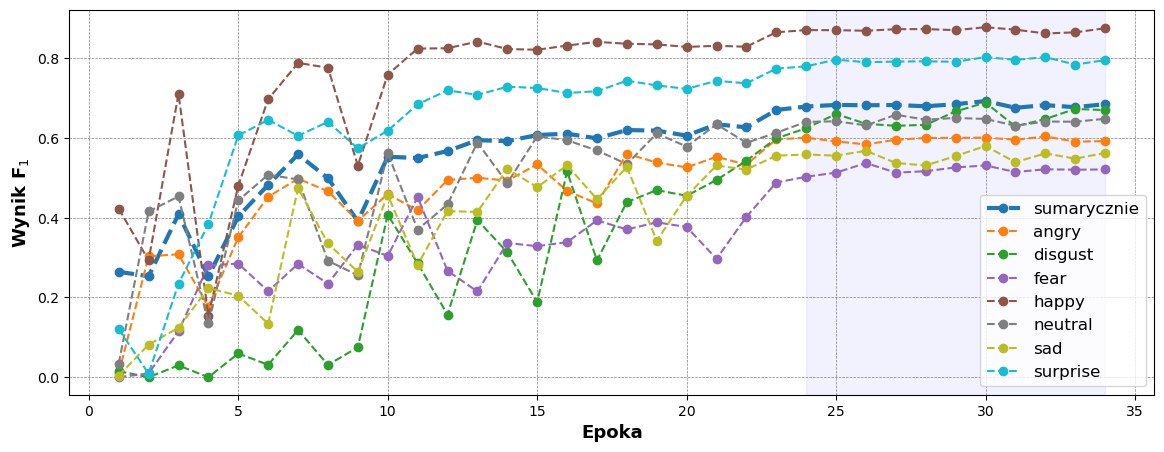 Wynik F₁
0.8
0.6
0.4
0.2
0.0
0
5
10
15
20
25
30
35
Epoka
sumarycznie
angry
disgust
fear
happy
neutral
sad
surprise